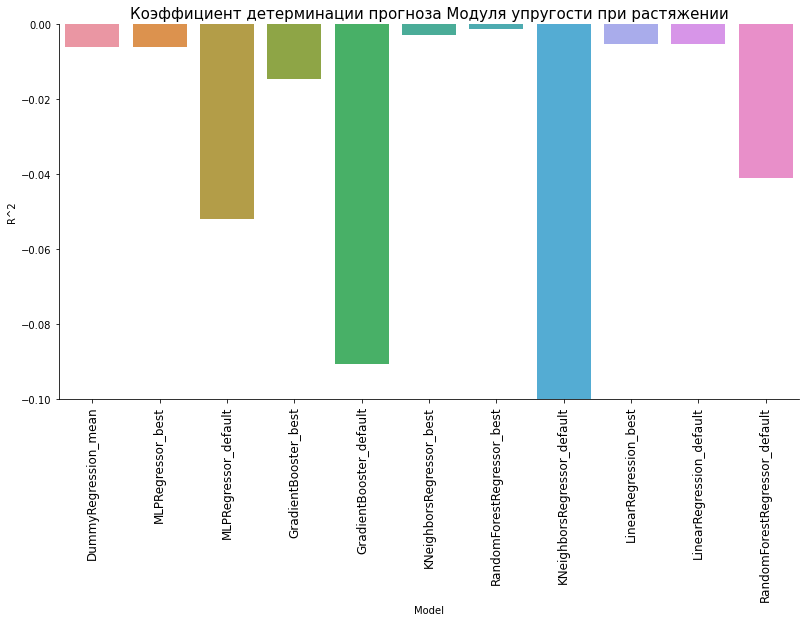 Коэффициент детерминации прогноза Модуля упругости при растяжении
0.00
−0.02
−0.04
−0.06
−0.08
−0.10
R^2
DummyRegression_mean
MLPRegressor_best
MLPRegressor_default
GradientBooster_best
GradientBooster_default
KNeighborsRegressor_best
RandomForestRegressor_best
KNeighborsRegressor_default
LinearRegression_best
LinearRegression_default
RandomForestRegressor_default
Model